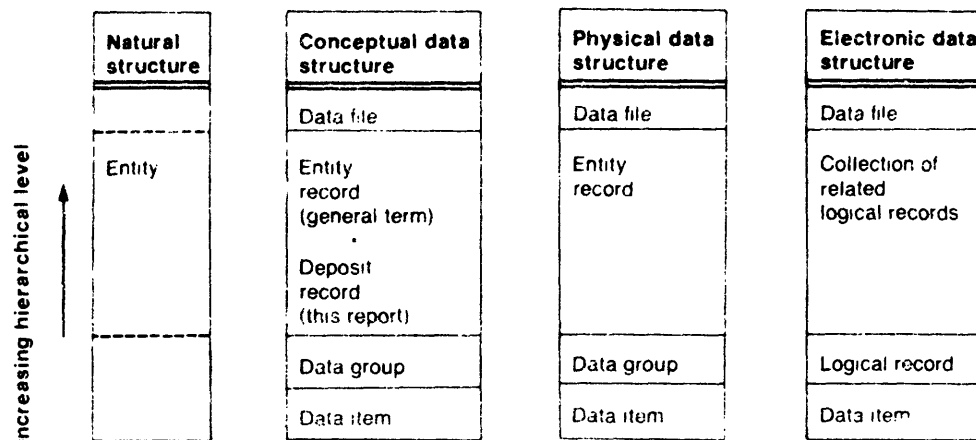 Increasing hierarchical level
Natural
structure
Entity
Conceptual data
structure
Data file
Entity
record
(general term)
Deposit
record
(this report)
Data group
Data item
Physical data
structure
Data file
Entity
record
Data group
Data item
Electronic data
structure
Data file
Collection of
related
logical records
Logical record
Data item